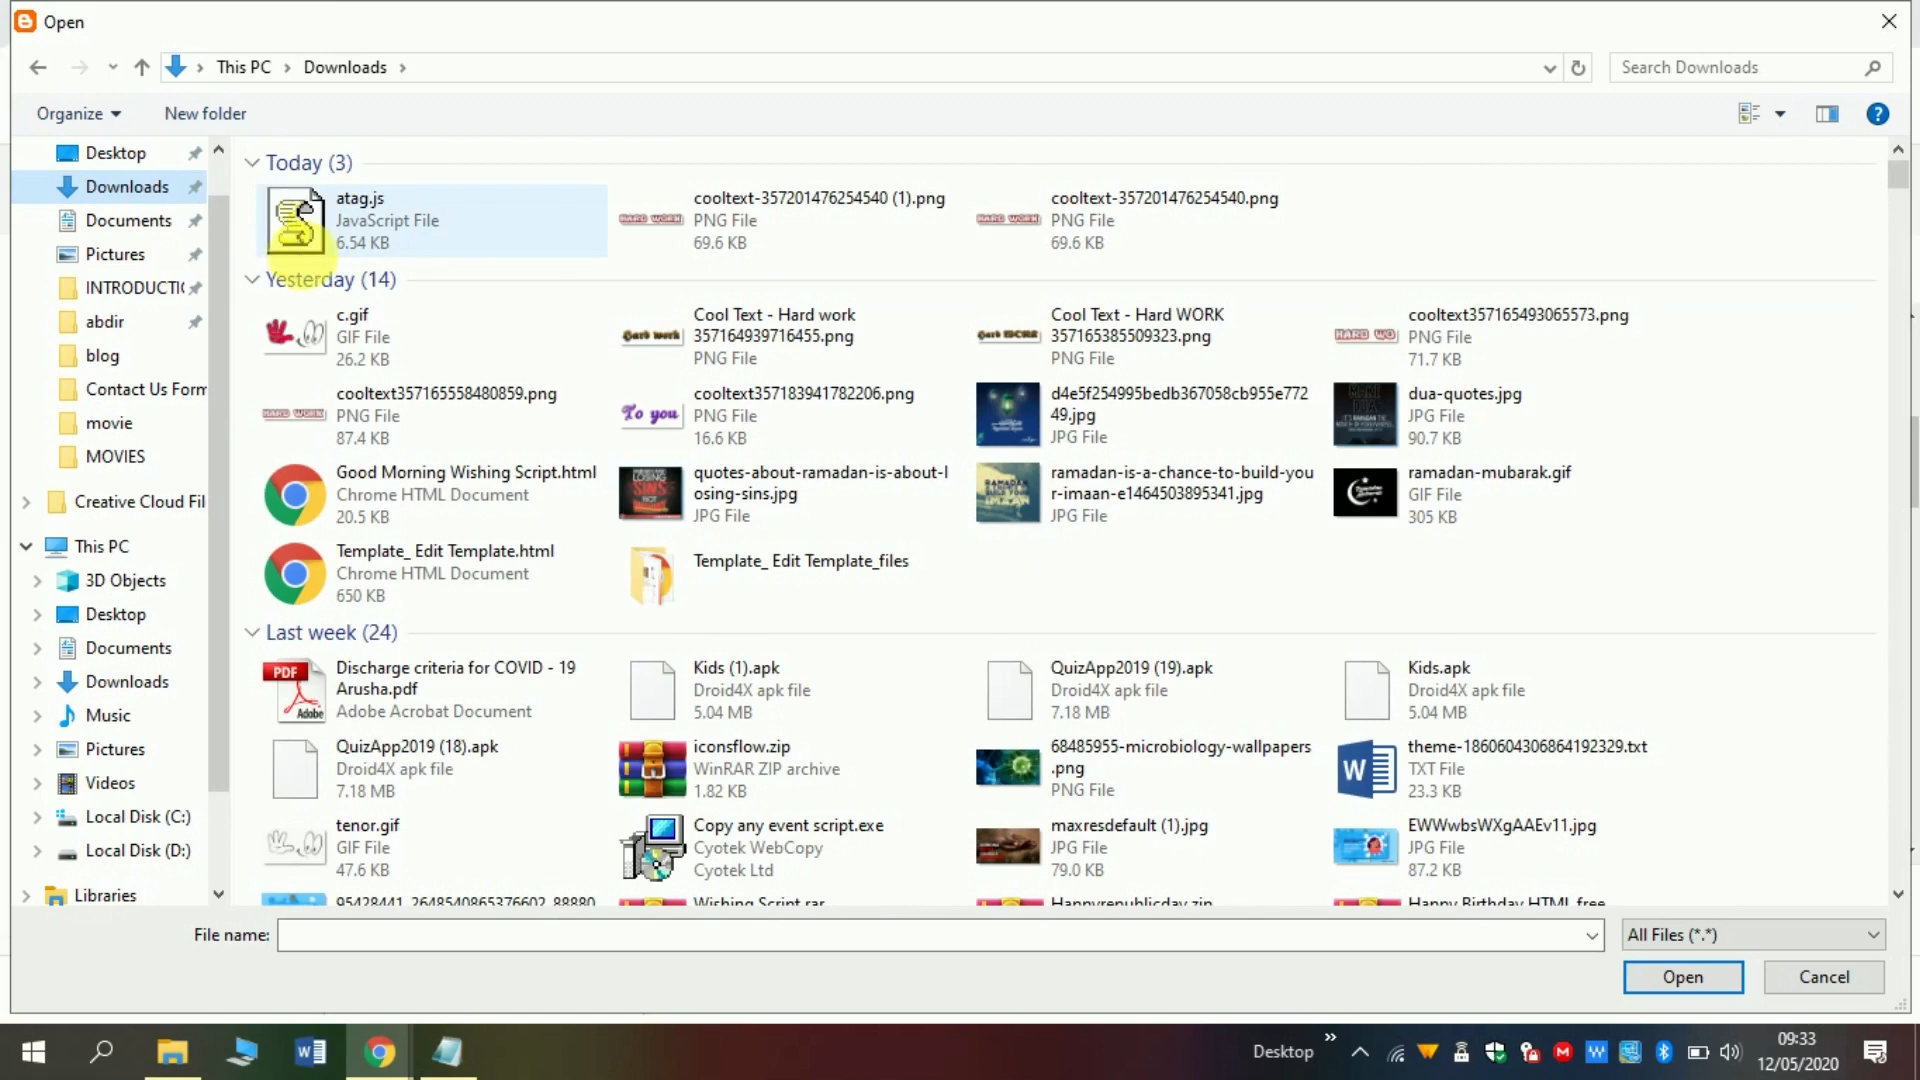 Open
This PC
Downloads
Search Downloads
Organize
New folder
Desktop
Downloads
Documents
Pictures
INTRODUCTI
abdir
blog
Contact Us Form
movie
MOVIES
Creative Cloud Fil
This PC
3D Objects
Desktop
Documents
Downloads
Music
Pictures
Videos
Local Disk (C:)
Local Disk (D:)
Libraries
Today (3)
atag.js
JavaScript File
6.54 KB
cooltext-357201476254540 (1).png
PNG File
69.6 KB
cooltext-357201476254540.png
PNG File
69.6 KB
Yesterday (14)
c.gif
GIF File
26.2 KB
Cool Text - Hard work
357164939716455.png
PNG File
Cool Text - Hard WORK
357165385509323.png
PNG File
cooltext357165493065573.png
PNG File
71.7 KB
cooltext357165558480859.png
PNG File
87.4 KB
To you
cooltext357183941782206.png
PNG File
16.6 KB
d4e5f254995bedb367058cb955e772
49.jpg
JPG File
dua-quotes.jpg
JPG File
90.7 KB
Good Morning Wishing Script.html
Chrome HTML Document
20.5 KB
quotes-about-ramadan-is-about-l
osing-sins.jpg
JPG File
ramadan-is-a-chance-to-build-you
r-imaan-e1464503895341.jpg
JPG File
ramadan-mubarak.gif
GIF File
305 KB
Template_ Edit Template.html
Chrome HTML Document
650 KB
Template_ Edit Template_files
Last week (24)
PDF
Adobe
Discharge criteria for COVID - 19
Arusha.pdf
Adobe Acrobat Document
Kids (1).apk
Droid4X apk file
5.04 MB
QuizApp2019 (19).apk
Droid4X apk file
7.18 MB
Kids.apk
Droid4X apk file
5.04 MB
QuizApp2019 (18).apk
Droid4X apk file
7.18 MB
iconsflow.zip
WinRAR ZIP archive
1.82 KB
68485955-microbiology-wallpapers
.png
PNG File
theme-1860604306864192329.txt
TXT File
23.3 KB
tenor.gif
GIF File
47.6 KB
Copy any event script.exe
Cyotek WebCopy
Cyotek Ltd
maxresdefault (1).jpg
JPG File
79.0 KB
EWWwbsWXgAAEv11.jpg
JPG File
87.2 KB
95428441_2648540865376602_88880
Wishing Script.rar
Happyrepublicday.zip
Happy Birthday HTML free
File name:
All Files (*.*)
Open
Cancel
Desktop
09:33
12/05/2020